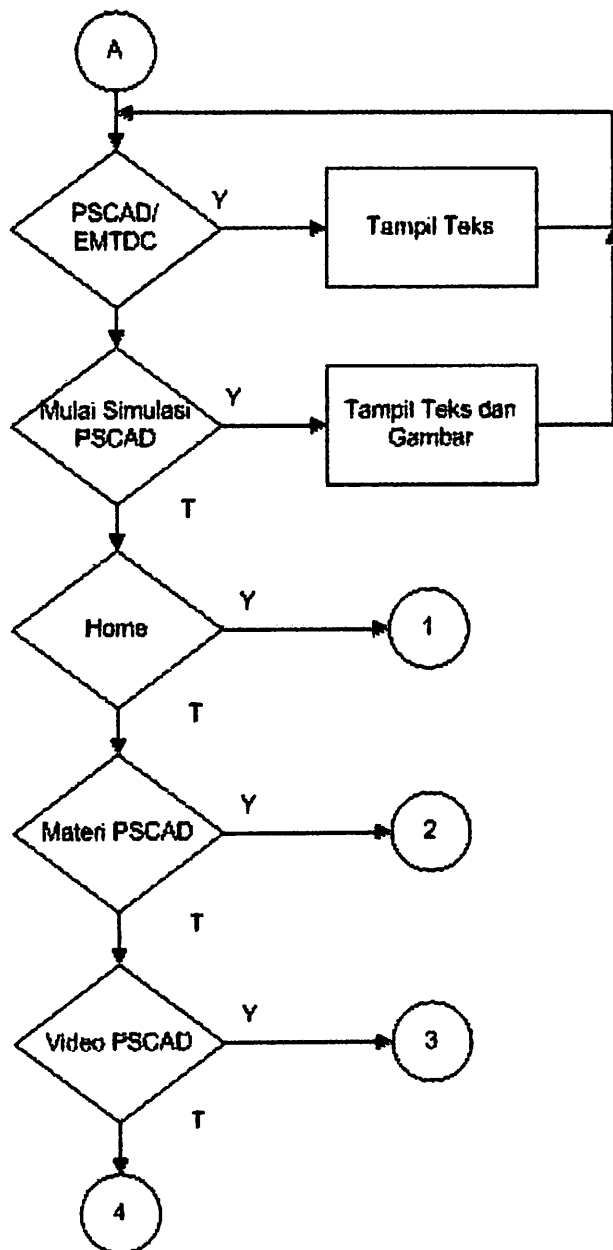 A
PSCAD/
EMTDC
Y
Tampil Teks
Mulai Simulasi
PSCAD
Y
Tampil Teks dan
Gambar
T
Home
Y
1
T
Materi PSCAD
Y
2
T
Video PSCAD
Y
3
T
4